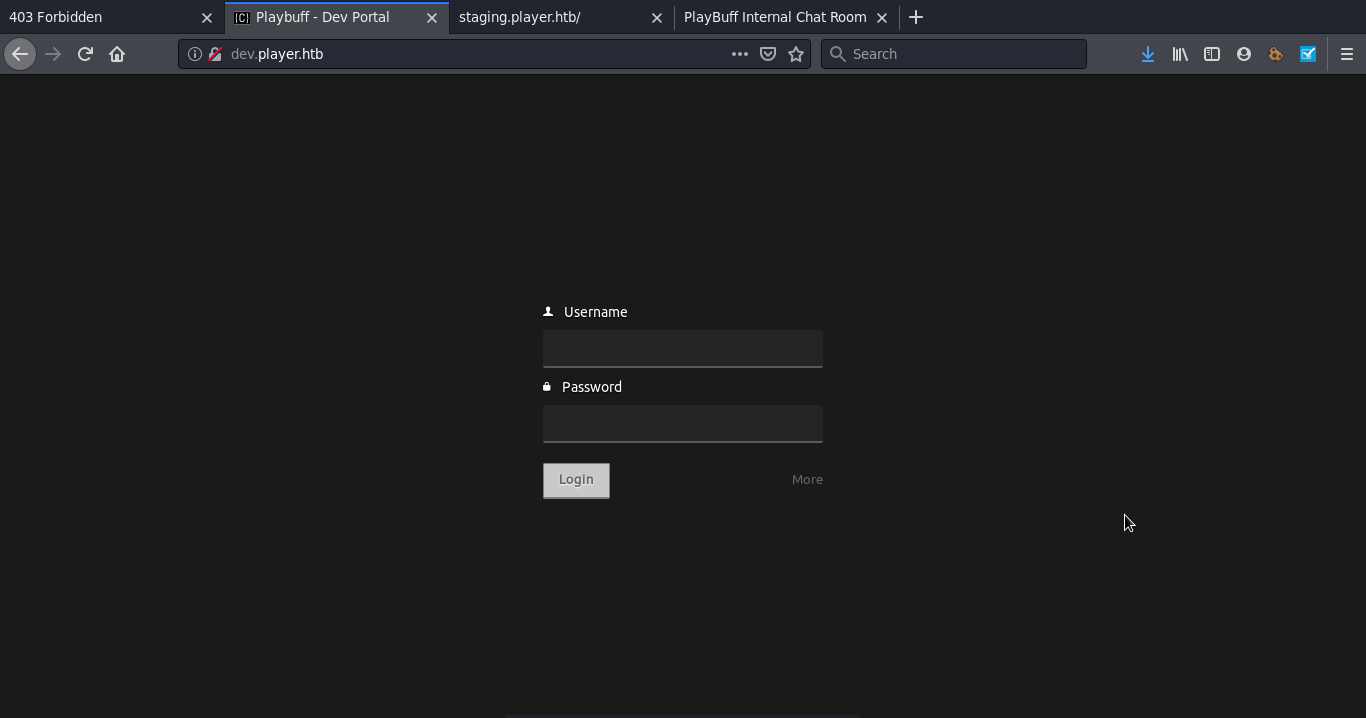 403 Forbidden
{C} Playbuff - Dev Portal
staging.player.htb/
PlayBuff Internal Chat Room
dev.player.htb
Search
Username
Password
Login
More